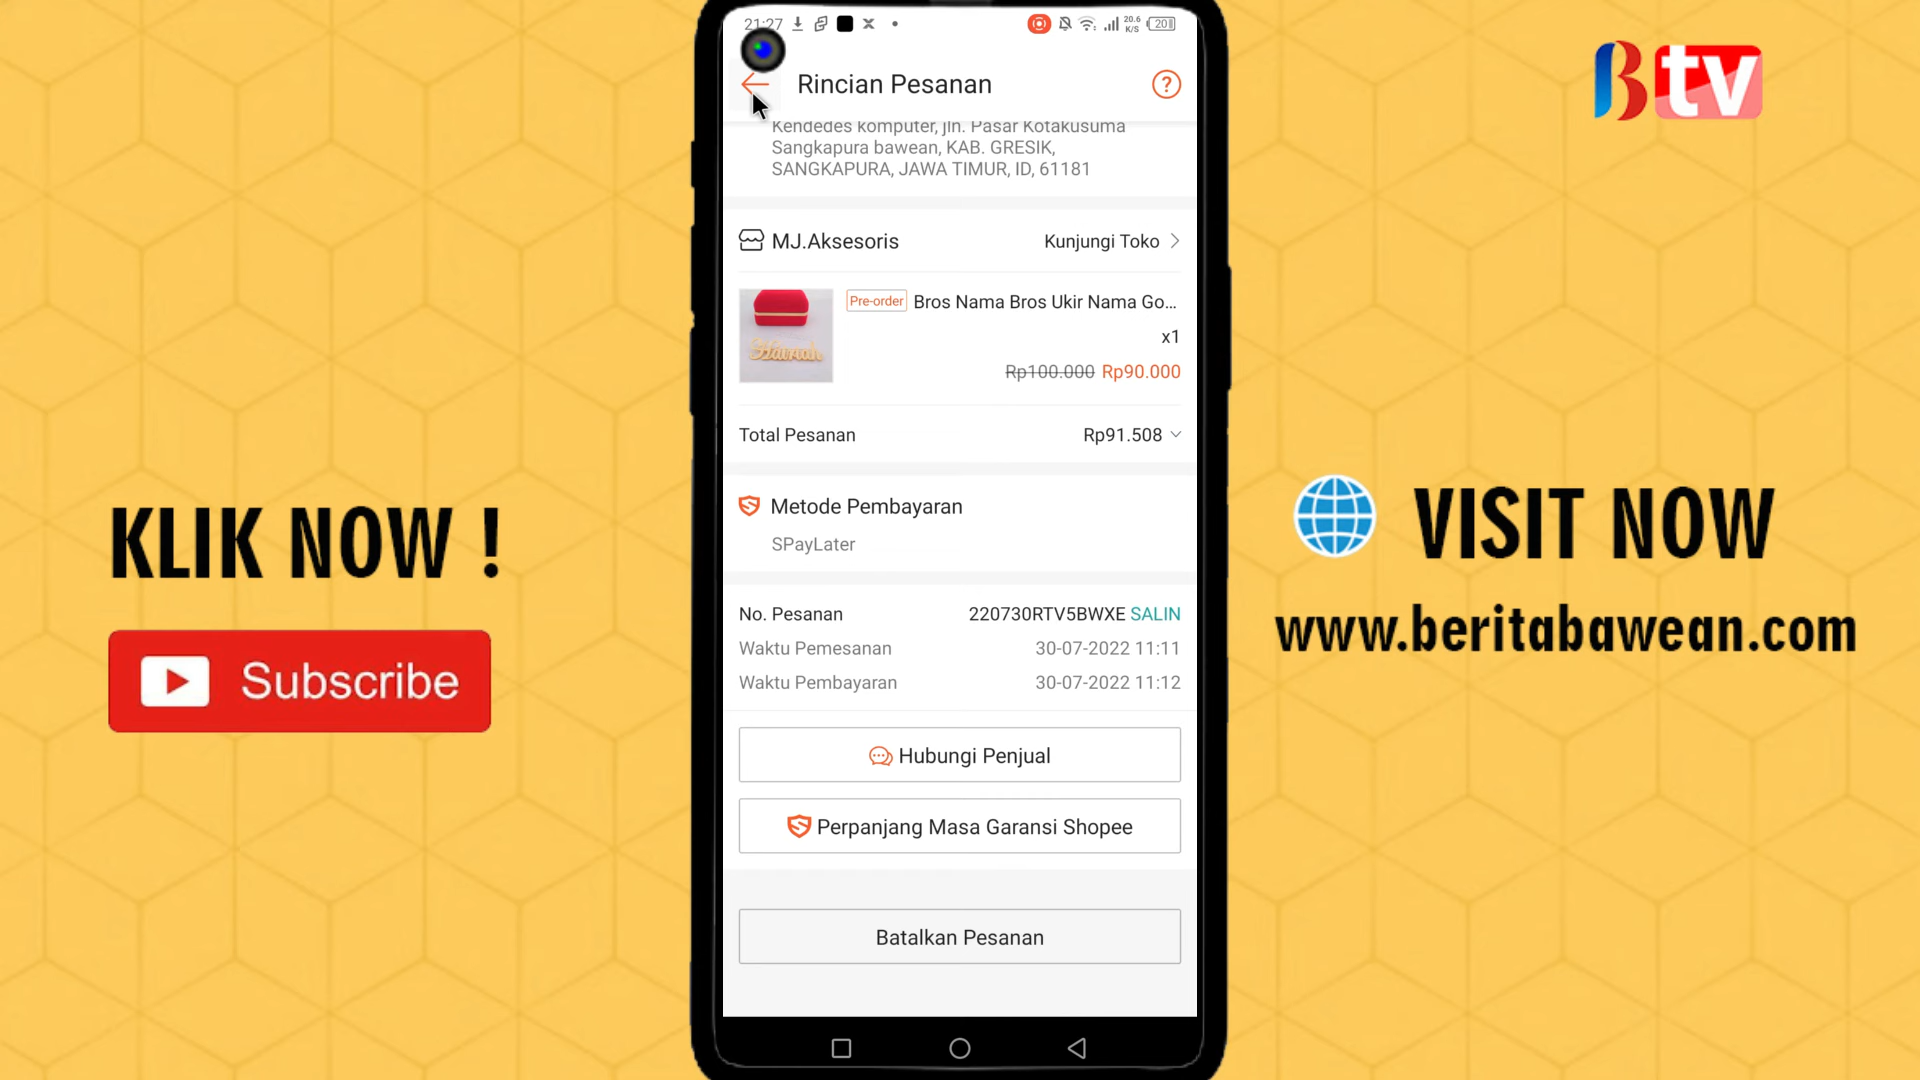 21:27
20.6
K/S
20
Rincian Pesanan
?
Kendedes komputer, jln. Pasar Kotakusuma
Sangkapura bawean, KAB. GRESIK,
SANGKAPURA, JAWA TIMUR, ID, 61181
MJ.Aksesoris
Kunjungi Toko
Pre-order Bros Nama Bros Ukir Nama Go...
x1
Rp100.000 Rp90.000
Total Pesanan
Rp91.508
Metode Pembayaran
SPayLater
No. Pesanan
220730RTV5BWXE SALIN
Waktu Pemesanan
30-07-2022 11:11
Waktu Pembayaran
30-07-2022 11:12
Hubungi Penjual
Perpanjang Masa Garansi Shopee
Batalkan Pesanan
KLIK NOW !
Subscribe
Btv
VISIT NOW
www.beritabawean.com